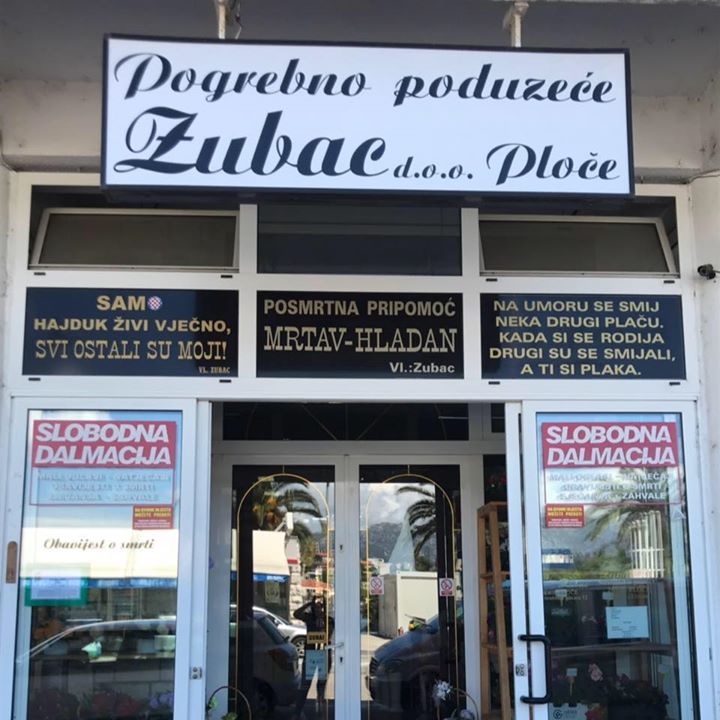 Pogrebno poduzeće
Zubac d.o.o. Ploče
SAMO
HAJDUK ŽIVI VJEČNO,
SVI OSTALI SU MOJI!
VL. ZUBAC
POSMRTNA PRIPOMOĆ
MRTAV-HLADAN
Vl.:Zubac
NA UMORU SE SMIJ
NEKA DRUGI PLAČU.
KADA SI SE RODIJA
DRUGI SU SE SMIJALI,
A TI SI PLAKA.
SLOBODNA
DALMACIJA
Obavijest o smrti
SLOBODNA
DALMACIJA
ZAHVALE